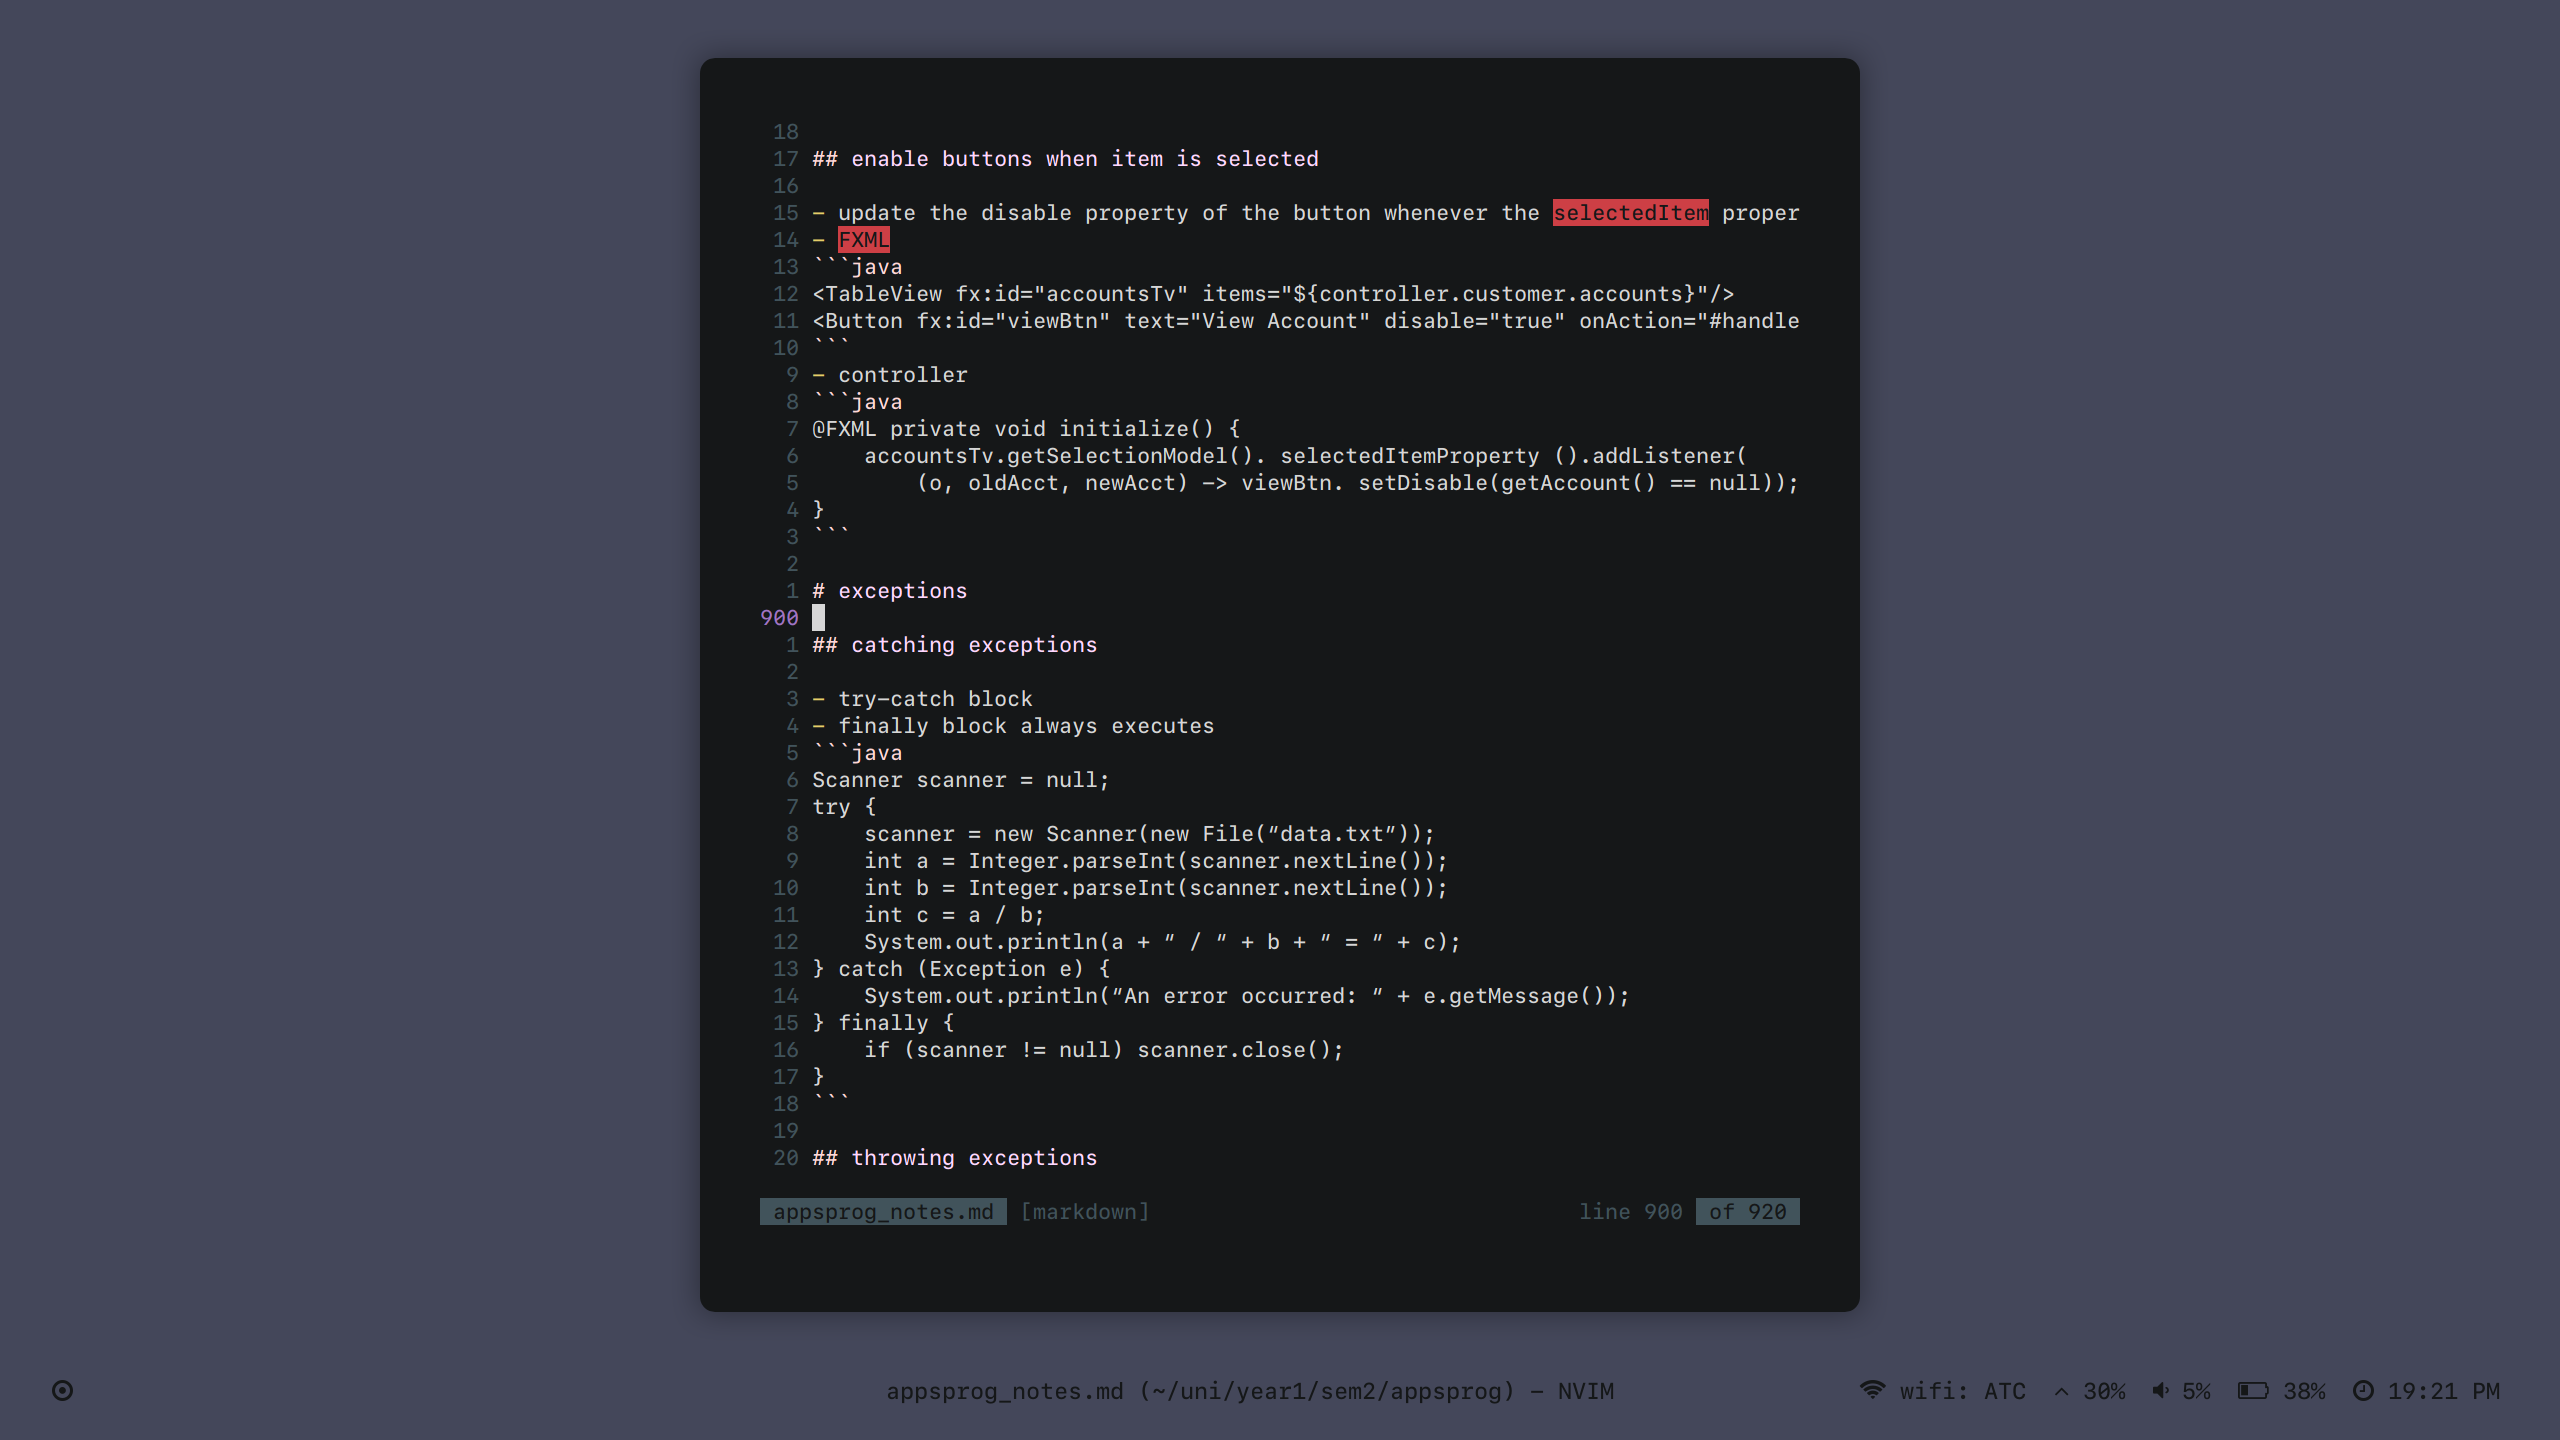 18
17 ## enable buttons when item is selected
16
15 - update the disable property of the button whenever the selectedItem proper
14 - FXML
13 ```java
12 <TableView fx:id="accountsTv" items="${controller.customer.accounts}"/>
11 <Button fx:id="viewBtn" text="View Account" disable="true" onAction="#handle
10 ```
9 - controller
8 ```java
7 @FXML private void initialize() {
6     accountsTv.getSelectionModel(). selectedItemProperty ().addListener(
5         (o, oldAcct, newAcct) -> viewBtn. setDisable(getAccount() == null));
4 }
3 ```
2
1 # exceptions
900
1 ## catching exceptions
2
3 - try-catch block
4 - finally block always executes
5 ```java
6 Scanner scanner = null;
7 try {
8     scanner = new Scanner(new File(“data.txt”));
9     int a = Integer.parseInt(scanner.nextLine());
10     int b = Integer.parseInt(scanner.nextLine());
11     int c = a / b;
12     System.out.println(a + “ / ” + b + “ = “ + c);
13 } catch (Exception e) {
14     System.out.println(“An error occurred: “ + e.getMessage());
15 } finally {
16     if (scanner != null) scanner.close();
17 }
18 ```
19
20 ## throwing exceptions
appsprog_notes.md [markdown] line 900 of 920
appsprog_notes.md (~/uni/year1/sem2/appsprog) - NVIM wifi: ATC 30% 5% 38% 19:21 PM